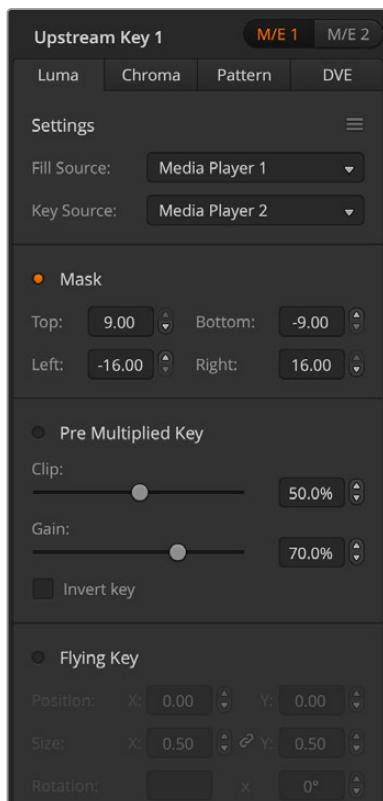 Upstream Key 1 M/E 1 M/E 2
Luma Chroma Pattern DVE
Settings
Fill Source: Media Player 1
Key Source: Media Player 2
Mask
Top: 9.00 Bottom: -9.00
Left: -16.00 Right: 16.00
Pre Multiplied Key
Clip:
50.0%
Gain:
70.0%
Invert key
Flying Key
Position: X: 0.00 Y: 0.00
Size: X: 0.50 Y: 0.50
Rotation: x 0°